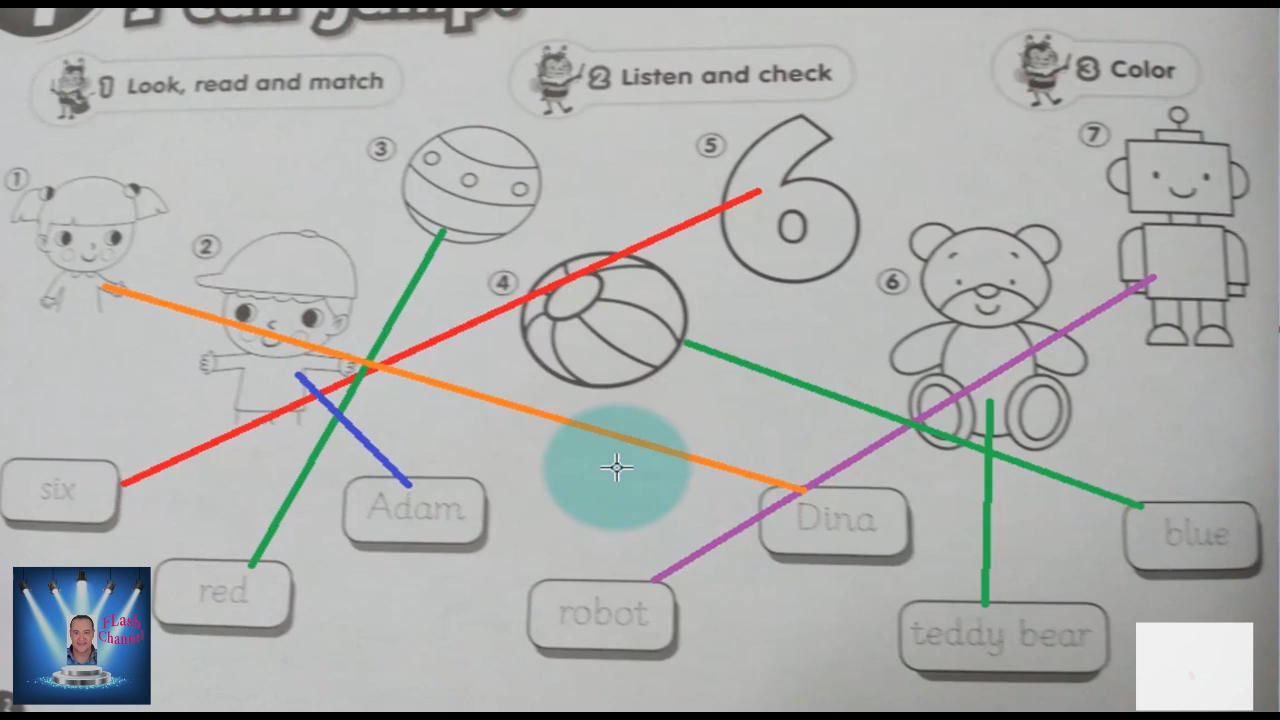 I can jump!
1 Look, read and match
2 Listen and check
3 Color
1
2
3
4
5
6
6
7
six
red
Adam
robot
Dina
teddy bear
blue
FLash
Channel